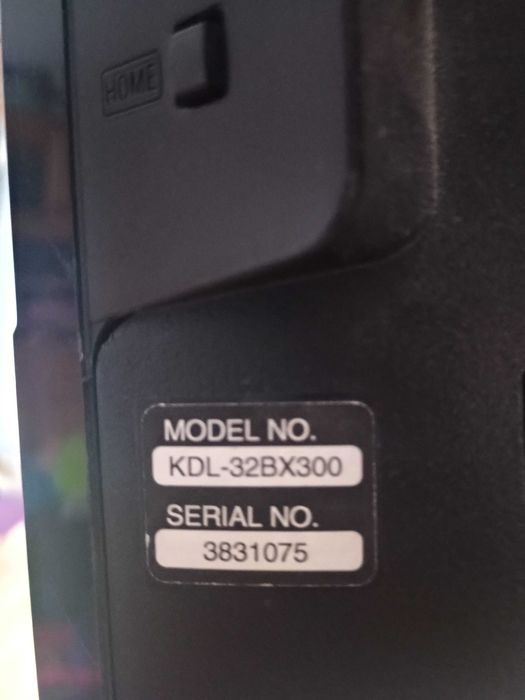 HOME
MODEL NO.
KDL-32BX300
SERIAL NO.
3831075